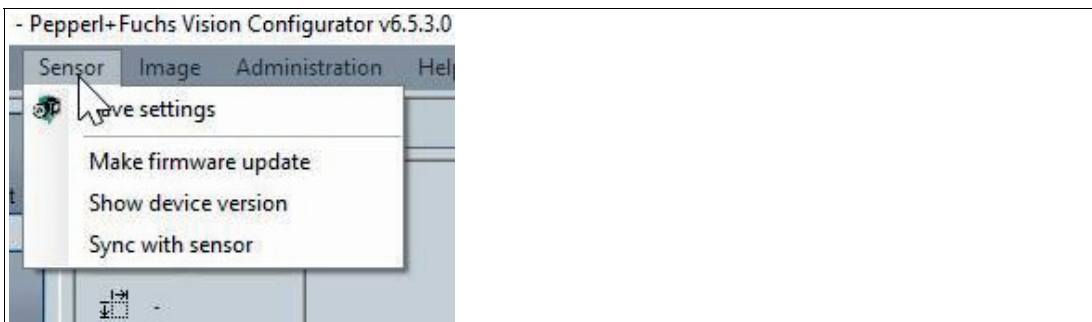 - Pepperl+Fuchs Vision Configurator v6.5.3.0
Sensor Image Administration Hel
ave settings
Make firmware update
Show device version
Sync with sensor
-